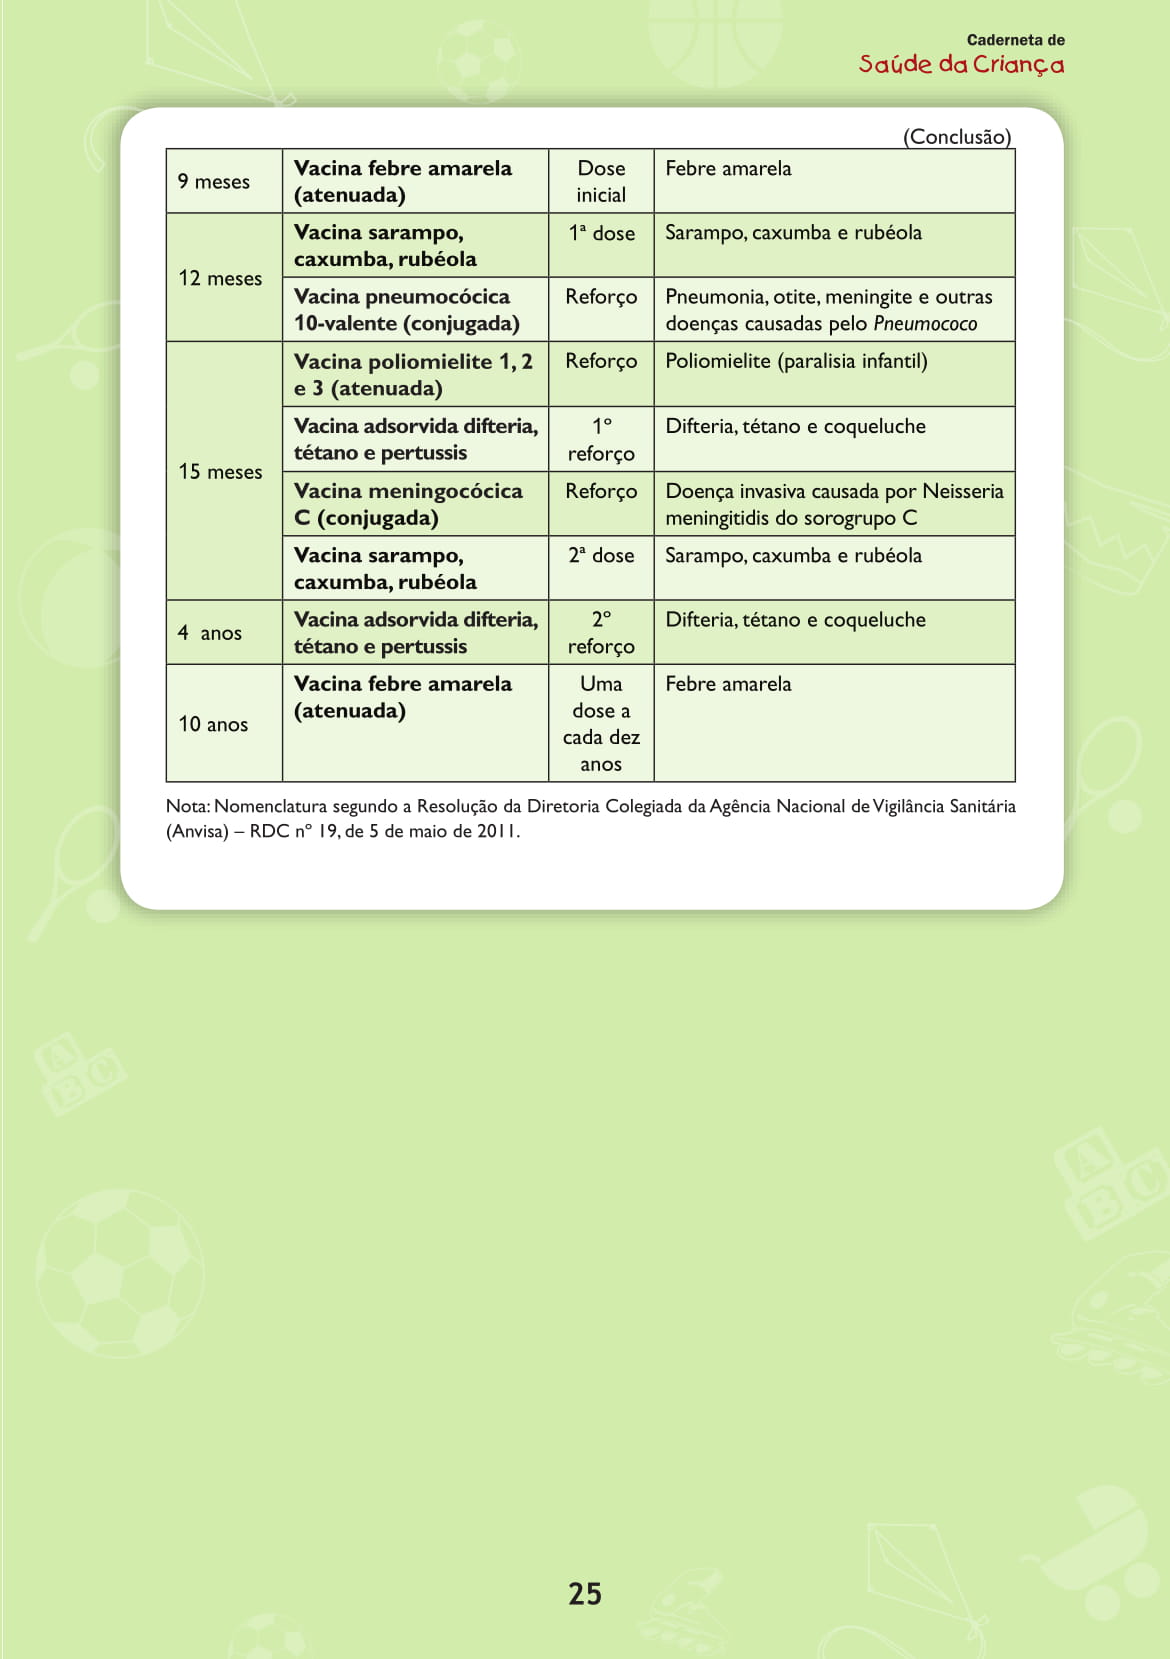 Caderneta de
Saúde da Criança
(Conclusão)
9 meses
Vacina febre amarela
(atenuada)
Dose
inicial
Febre amarela
12 meses
Vacina sarampo,
caxumba, rubéola
1ª dose
Sarampo, caxumba e rubéola
Vacina pneumocócica
10-valente (conjugada)
Reforço
Pneumonia, otite, meningite e outras
doenças causadas pelo Pneumococo
15 meses
Vacina poliomielite 1, 2
e 3 (atenuada)
Reforço
Poliomielite (paralisia infantil)
Vacina adsorvida difteria,
tétano e pertussis
1º
reforço
Difteria, tétano e coqueluche
Vacina meningocócica
C (conjugada)
Reforço
Doença invasiva causada por Neisseria
meningitidis do sorogrupo C
Vacina sarampo,
caxumba, rubéola
2ª dose
Sarampo, caxumba e rubéola
4 anos
Vacina adsorvida difteria,
tétano e pertussis
2º
reforço
Difteria, tétano e coqueluche
10 anos
Vacina febre amarela
(atenuada)
Uma
dose a
cada dez
anos
Febre amarela
Nota: Nomenclatura segundo a Resolução da Diretoria Colegiada da Agência Nacional de Vigilância Sanitária
(Anvisa) – RDC nº 19, de 5 de maio de 2011.
A
B C
A
B C
25